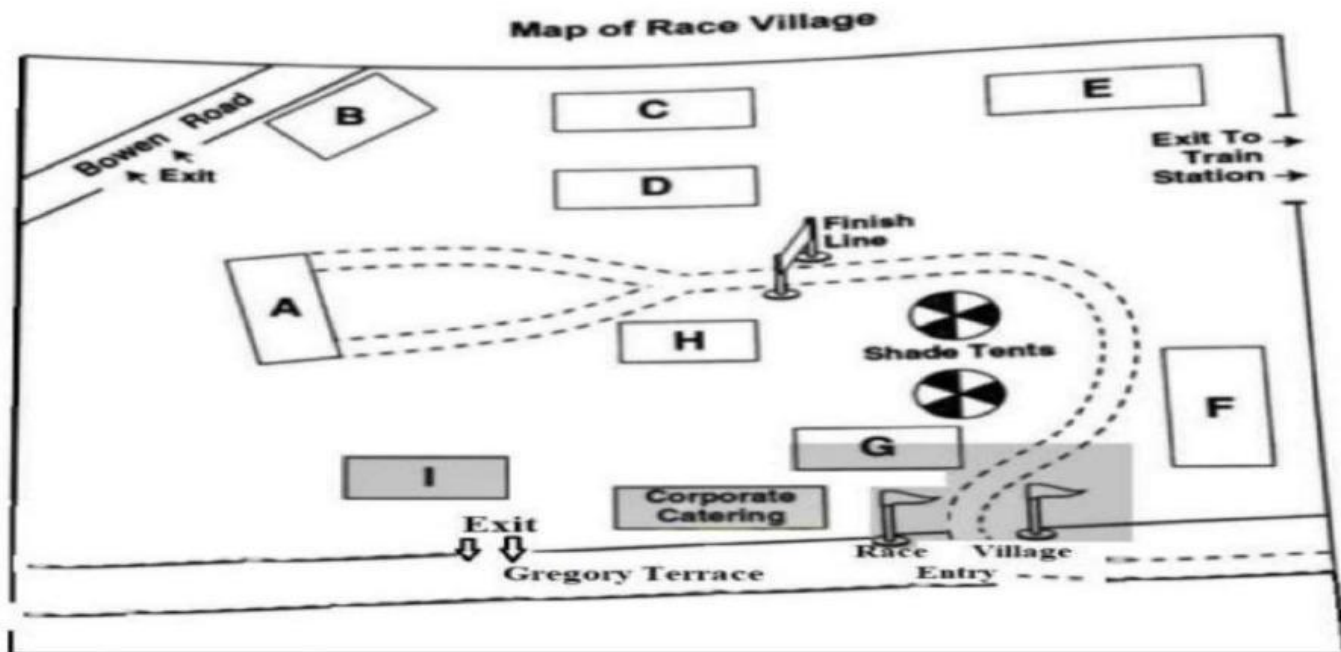 Map of Race Village
Bowen Road
Exit
B
C
D
E
Exit To
Train
Station
Finish
Line
A
H
Shade Tents
F
G
I
Corporate
Catering
Exit
Race Village
Entry
Gregory Terrace